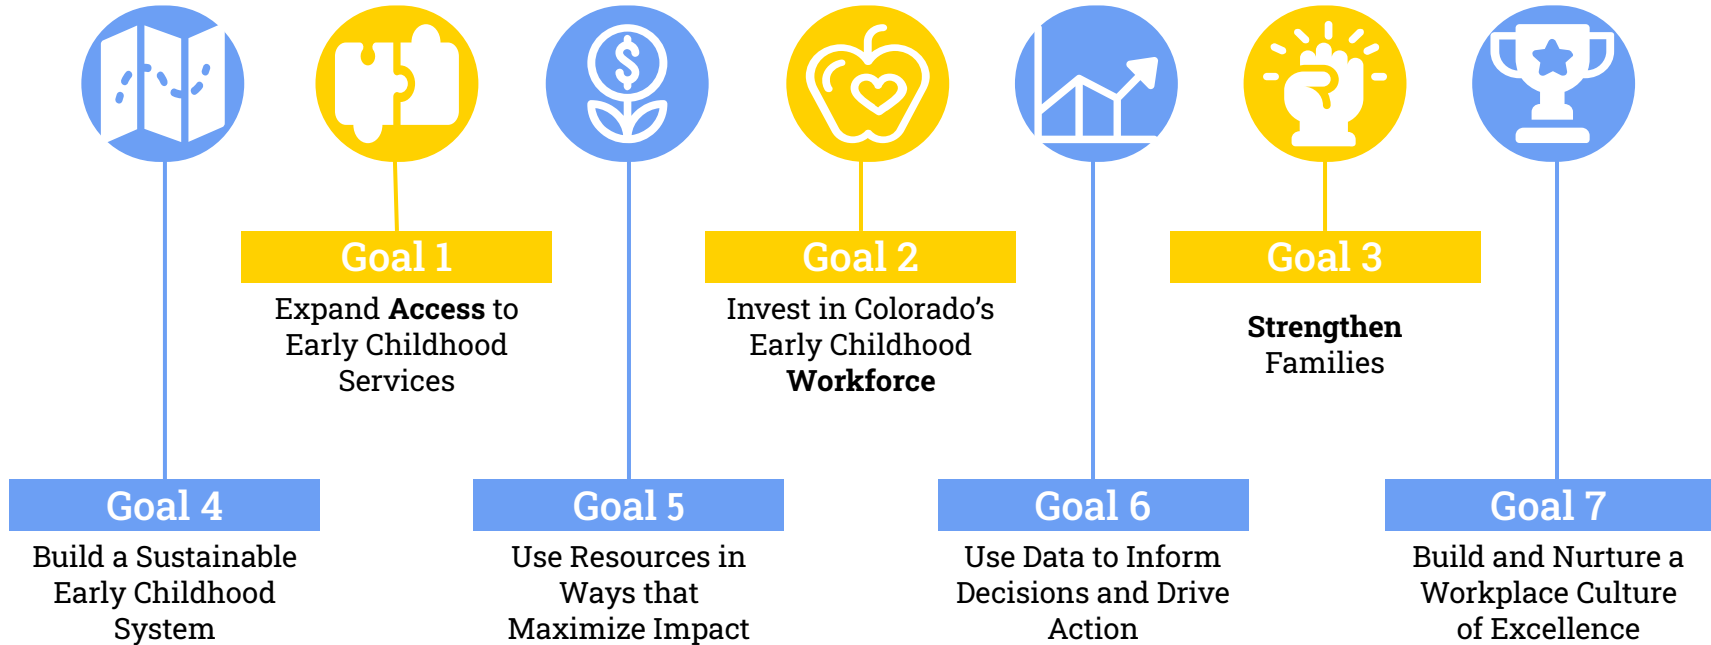 Goal 1
Expand Access to
Early Childhood
Services
Goal 2
Invest in Colorado’s
Early Childhood
Workforce
Goal 3
Strengthen
Families
Goal 4
Build a Sustainable
Early Childhood
System
Goal 5
Use Resources in
Ways that
Maximize Impact
Goal 6
Use Data to Inform
Decisions and Drive
Action
Goal 7
Build and Nurture a
Workplace Culture
of Excellence